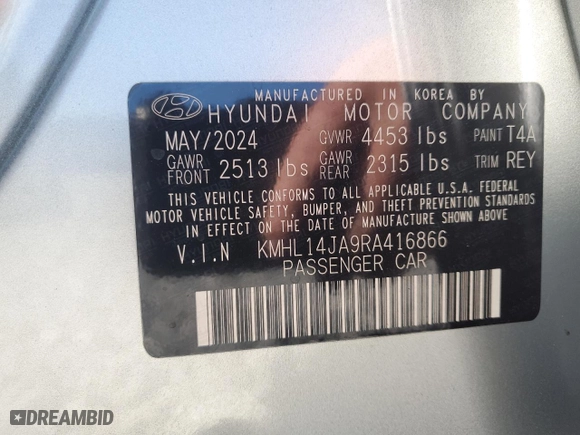 MANUFACTURED IN KOREA BY
HYUNDAI MOTOR COMPANY
MAY/2024 GVWR 4453 lbs PAINT T4A
GAWR FRONT 2513 lbs GAWR REAR 2315 lbs TRIM REY
THIS VEHICLE CONFORMS TO ALL APPLICABLE U.S.A. FEDERAL
MOTOR VEHICLE SAFETY, BUMPER, AND THEFT PREVENTION STANDARDS
IN EFFECT ON THE DATE OF MANUFACTURE SHOWN ABOVE.
V.I.N KMHL14JA9RA416866
PASSENGER CAR
DREAMBID